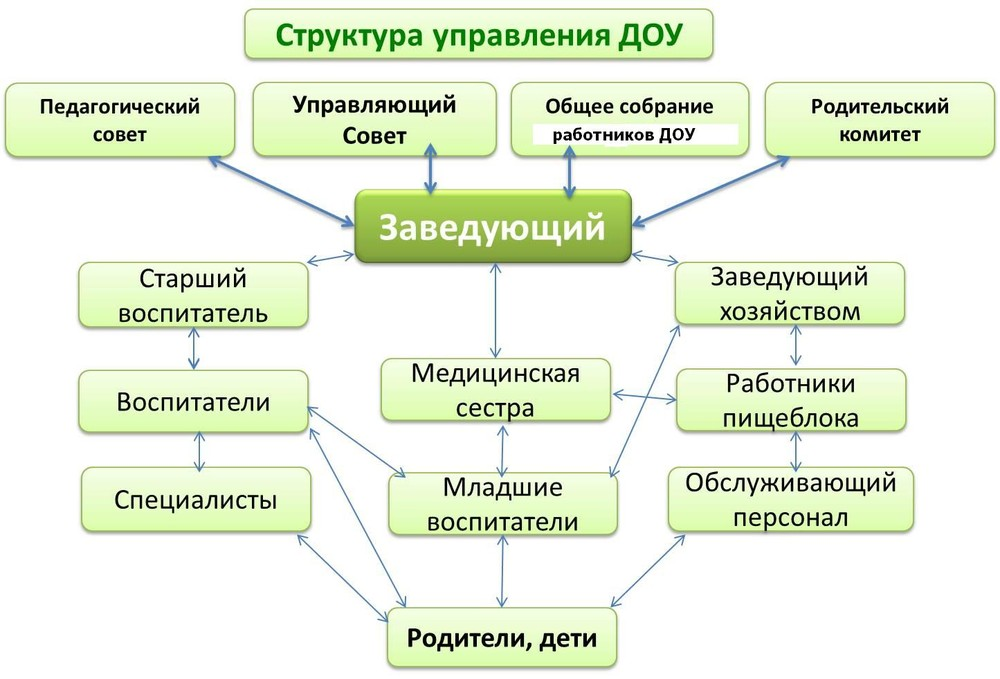 Структура управления ДОУ
Педагогический
совет
Управляющий
Совет
Общее собрание
работников ДОУ
Родительский
комитет
Заведующий
Старший
воспитатель
Заведующий
хозяйством
Медицинская
сестра
Воспитатели
Работники
пищеблока
Специалисты
Младшие
воспитатели
Обслуживающий
персонал
Родители, дети